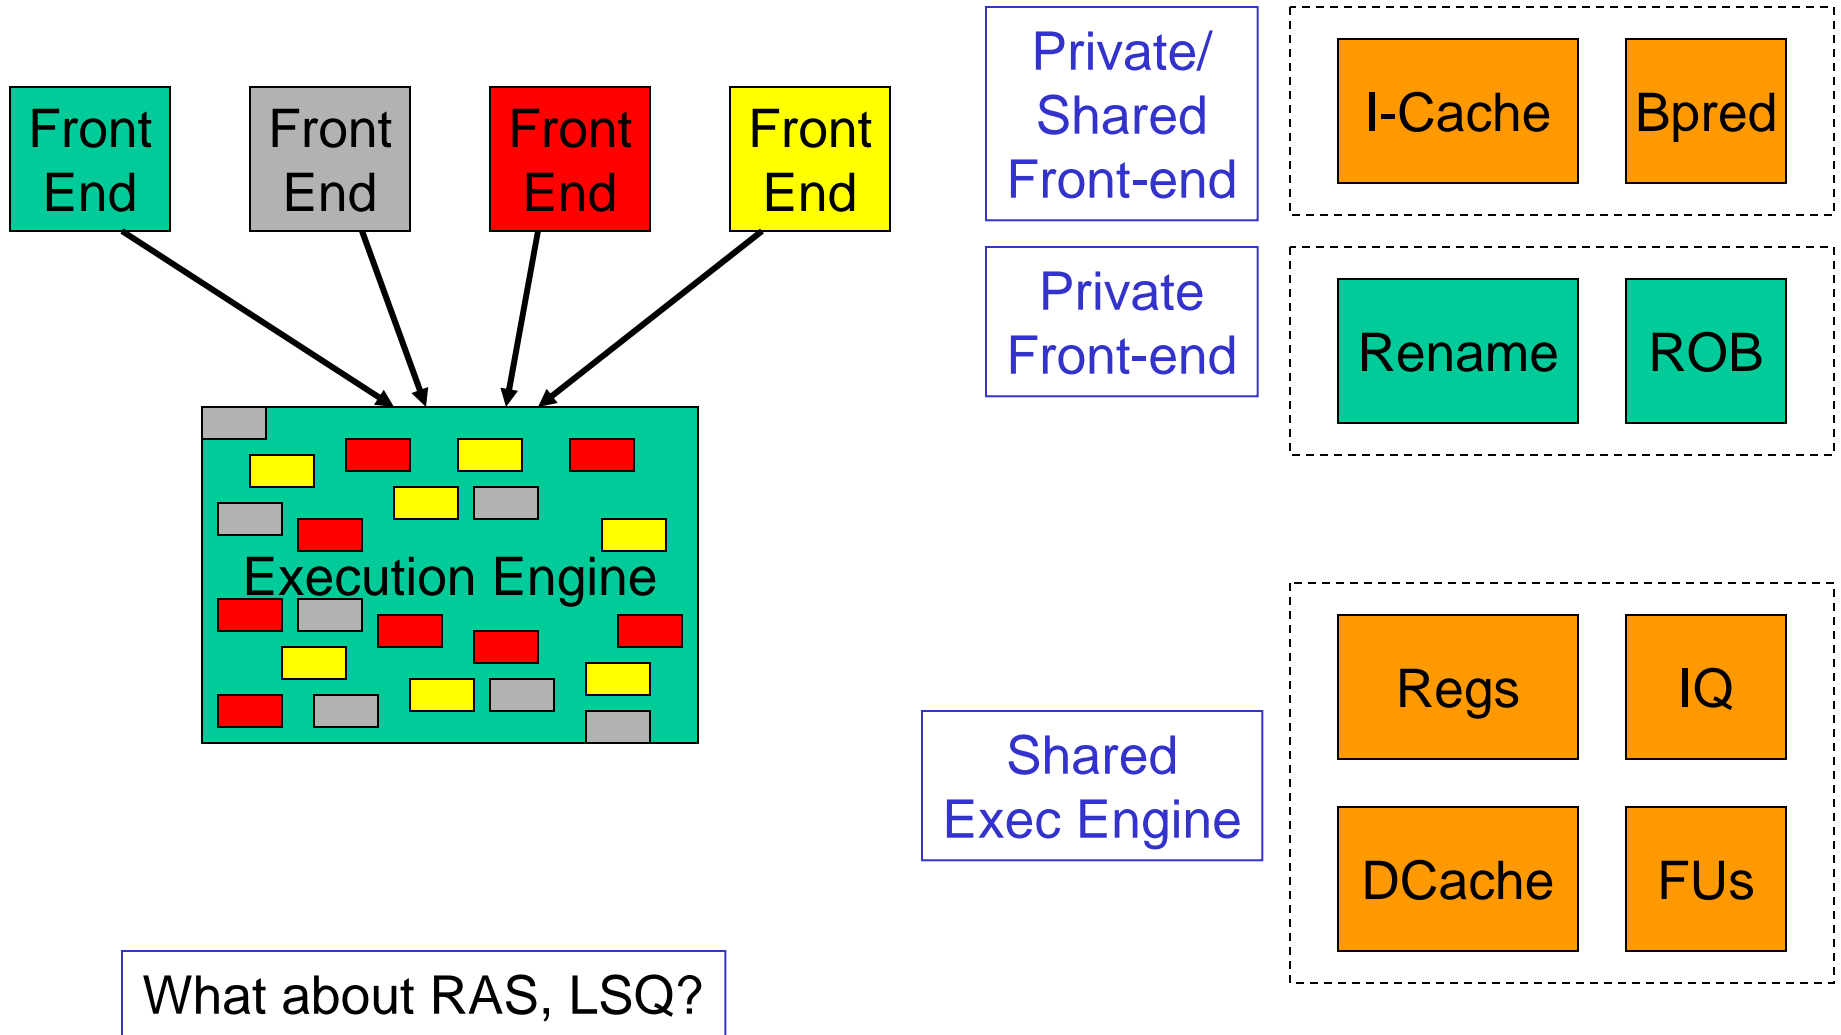 Front
End
Front
End
Front
End
Front
End
Execution Engine
What about RAS, LSQ?
Private/
Shared
Front-end
I-Cache
Bpred
Private
Front-end
Rename
ROB
Shared
Exec Engine
Regs
IQ
DCache
FUs